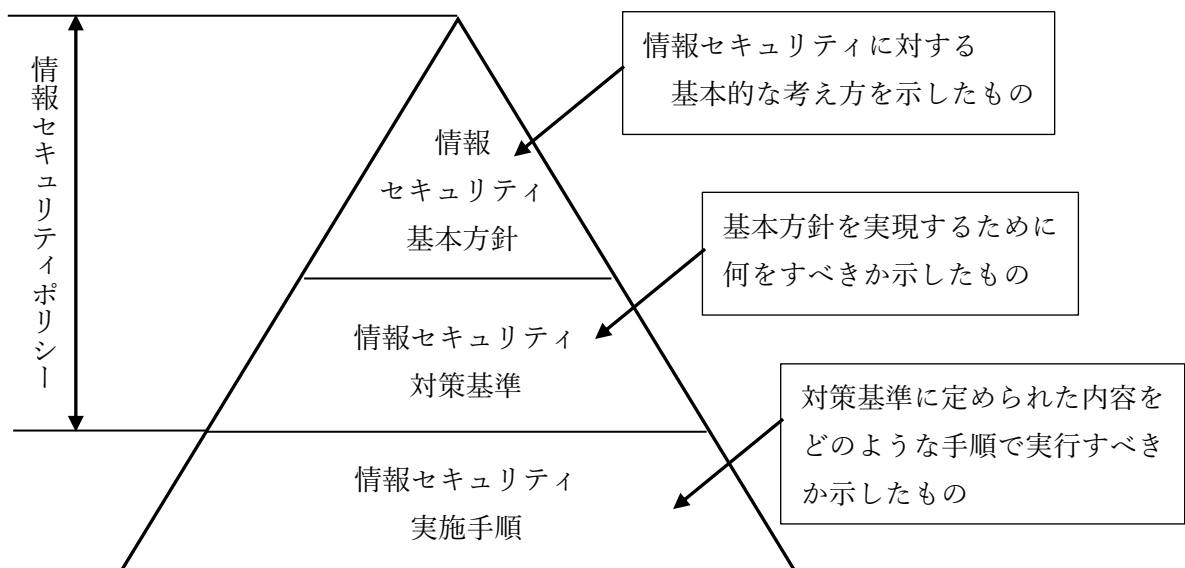 情報セキュリティポリシー
情報セキュリティに対する
基本的な考え方を示したもの
情報
セキュリティ
基本方針
基本方針を実現するために
何をすべきか示したもの
情報セキュリティ
対策基準
対策基準に定められた内容を
どのような手順で実行すべき
か示したもの
情報セキュリティ
実施手順